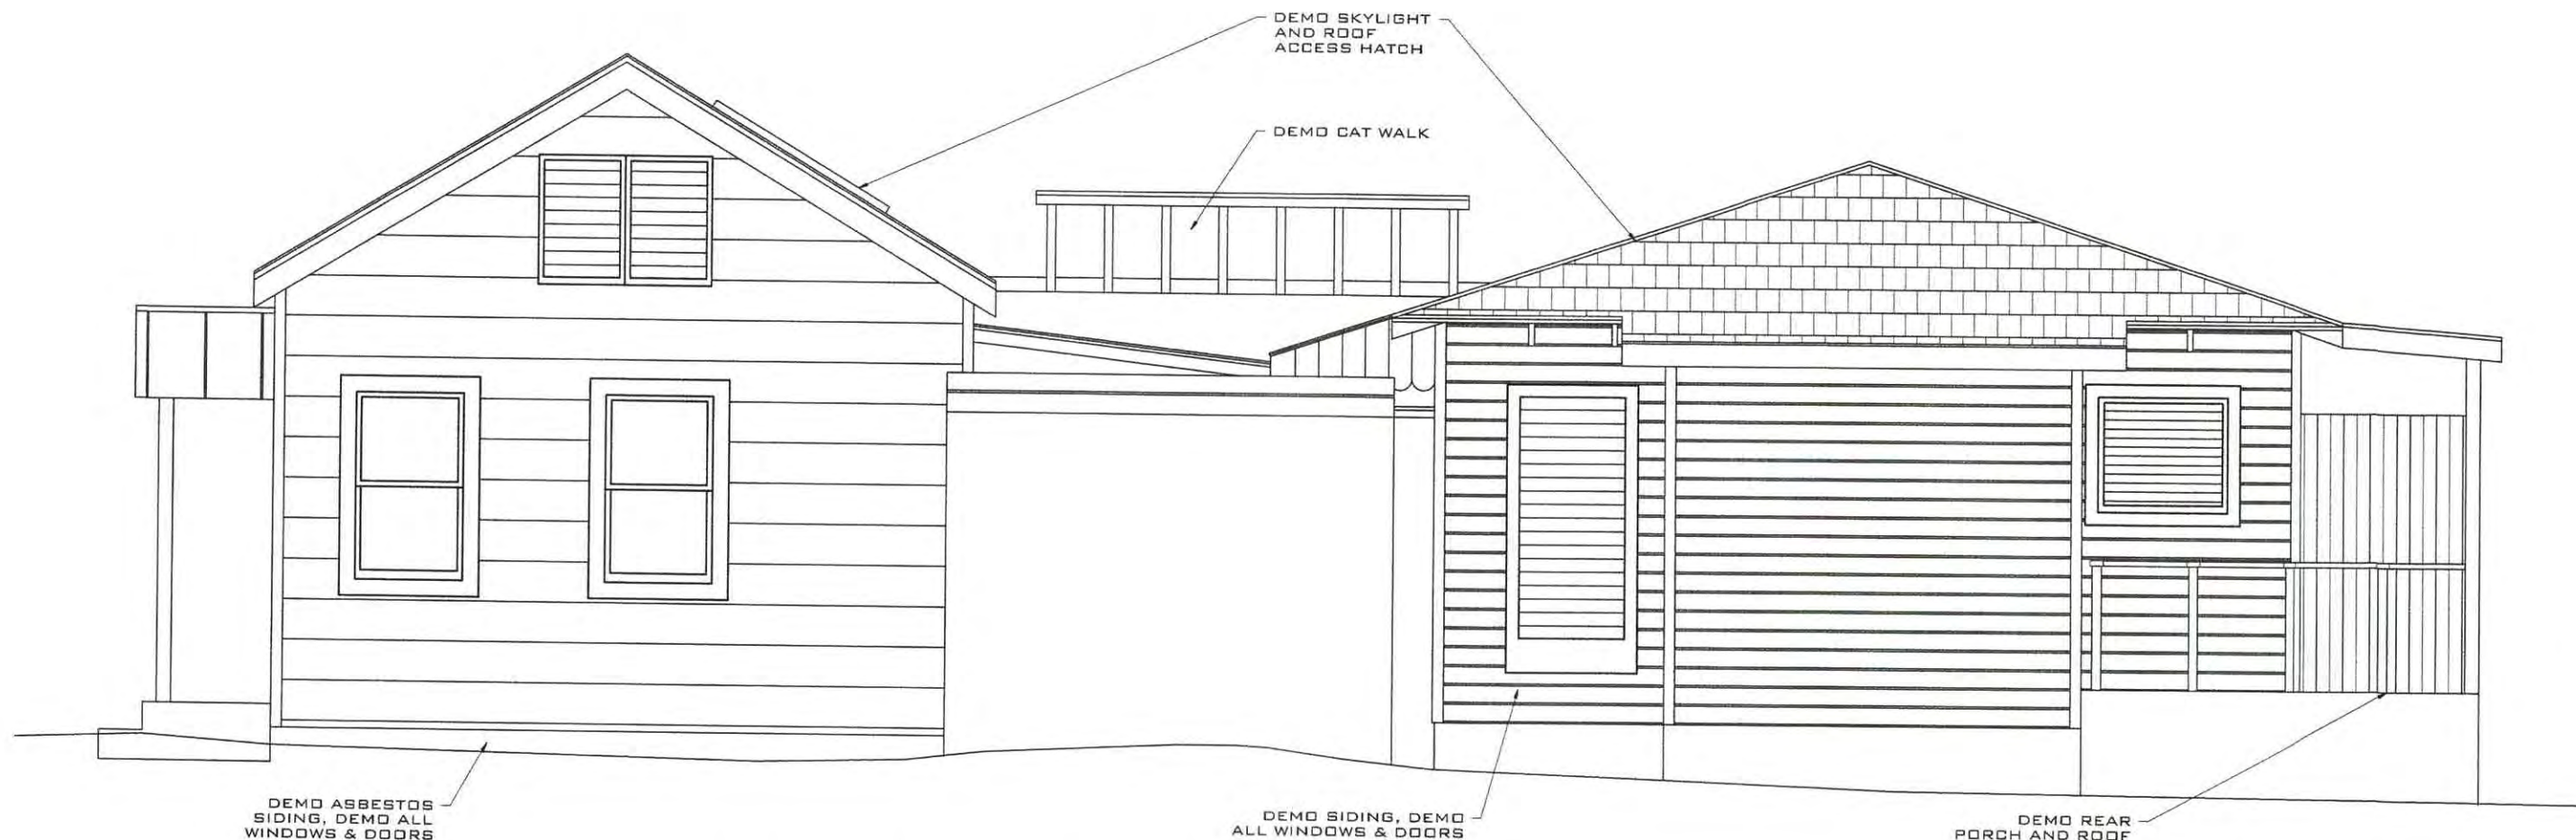 DEMO SKYLIGHT
AND ROOF
ACCESS HATCH
DEMO CAT WALK
DEMO ASBESTOS
SIDING, DEMO ALL
WINDOWS & DOORS
DEMO SIDING, DEMO
ALL WINDOWS & DOORS
DEMO REAR
PORCH AND ROOF